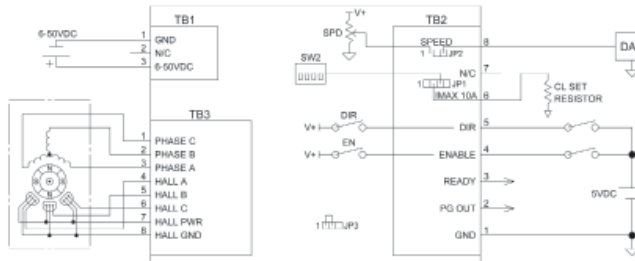 TB1
6-50VDC
1 GND
2 N/C
3 6-50VDC
+
TB3
1 PHASE C
2 PHASE B
3 PHASE A
4 HALL A
5 HALL B
6 HALL C
7 HALL PWR
8 HALL GND
N
S
N
S
V+
SPD
SW2
TB2
SPEED 8
1 JP2
N/C 7
1 JP1
IMAX 10A 6
DA
CL SET
RESISTOR
DIR
V+
DIR 5
EN
V+
ENABLE 4
READY 3
PG OUT 2
GND 1
5VDC
1 JP3